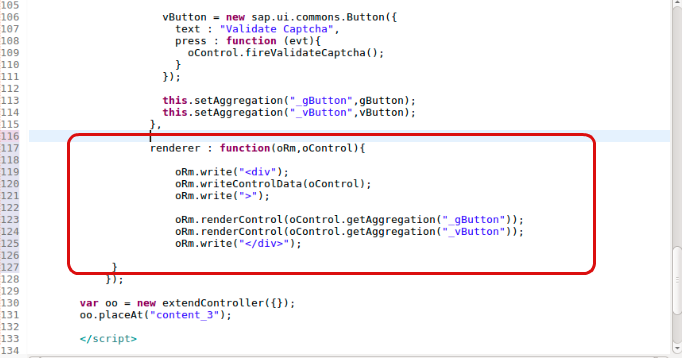 105
106 vButton = new sap.ui.commons.Button({
107 text : "Validate Captcha",
108 press : function (evt){
109 oControl.fireValidateCaptcha();
110 }
111 });
112
113 this.setAggregation("_gButton",gButton);
114 this.setAggregation("_vButton",vButton);
115 },
116
117 renderer : function(oRm,oControl){
118
119 oRm.write("<div");
120 oRm.writeControlData(oControl);
121 oRm.write(">");
122
123 oRm.renderControl(oControl.getAggregation("_gButton"));
124 oRm.renderControl(oControl.getAggregation("_vButton"));
125 oRm.write("</div>");
126
127 }
128 });
129
130 var oo = new extendController({});
131 oo.placeAt("content_3");
132
133 </script>
134